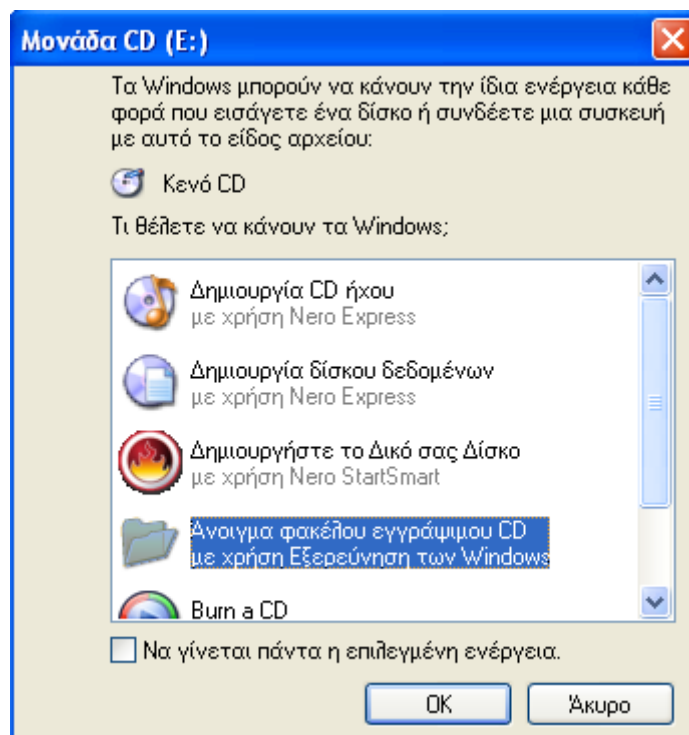 Μονάδα CD (E:)
Τα Windows μπορούν να κάνουν την ίδια ενέργεια κάθε
φορά που εισάγετε ένα δίσκο ή συνδέετε μια συσκευή
με αυτό το είδος αρχείου:
Κενό CD
Τι θέλετε να κάνουν τα Windows;
Δημιουργία CD ήχου
με χρήση Nero Express
Δημιουργία δίσκου δεδομένων
με χρήση Nero Express
Δημιουργήστε το Δικό σας Δίσκο
με χρήση Nero StartSmart
Άνοιγμα φακέλου εγγράψιμου CD
με χρήση Εξερεύνηση των Windows
Burn a CD
Να γίνεται πάντα η επιλεγμένη ενέργεια.
OK
Άκυρο